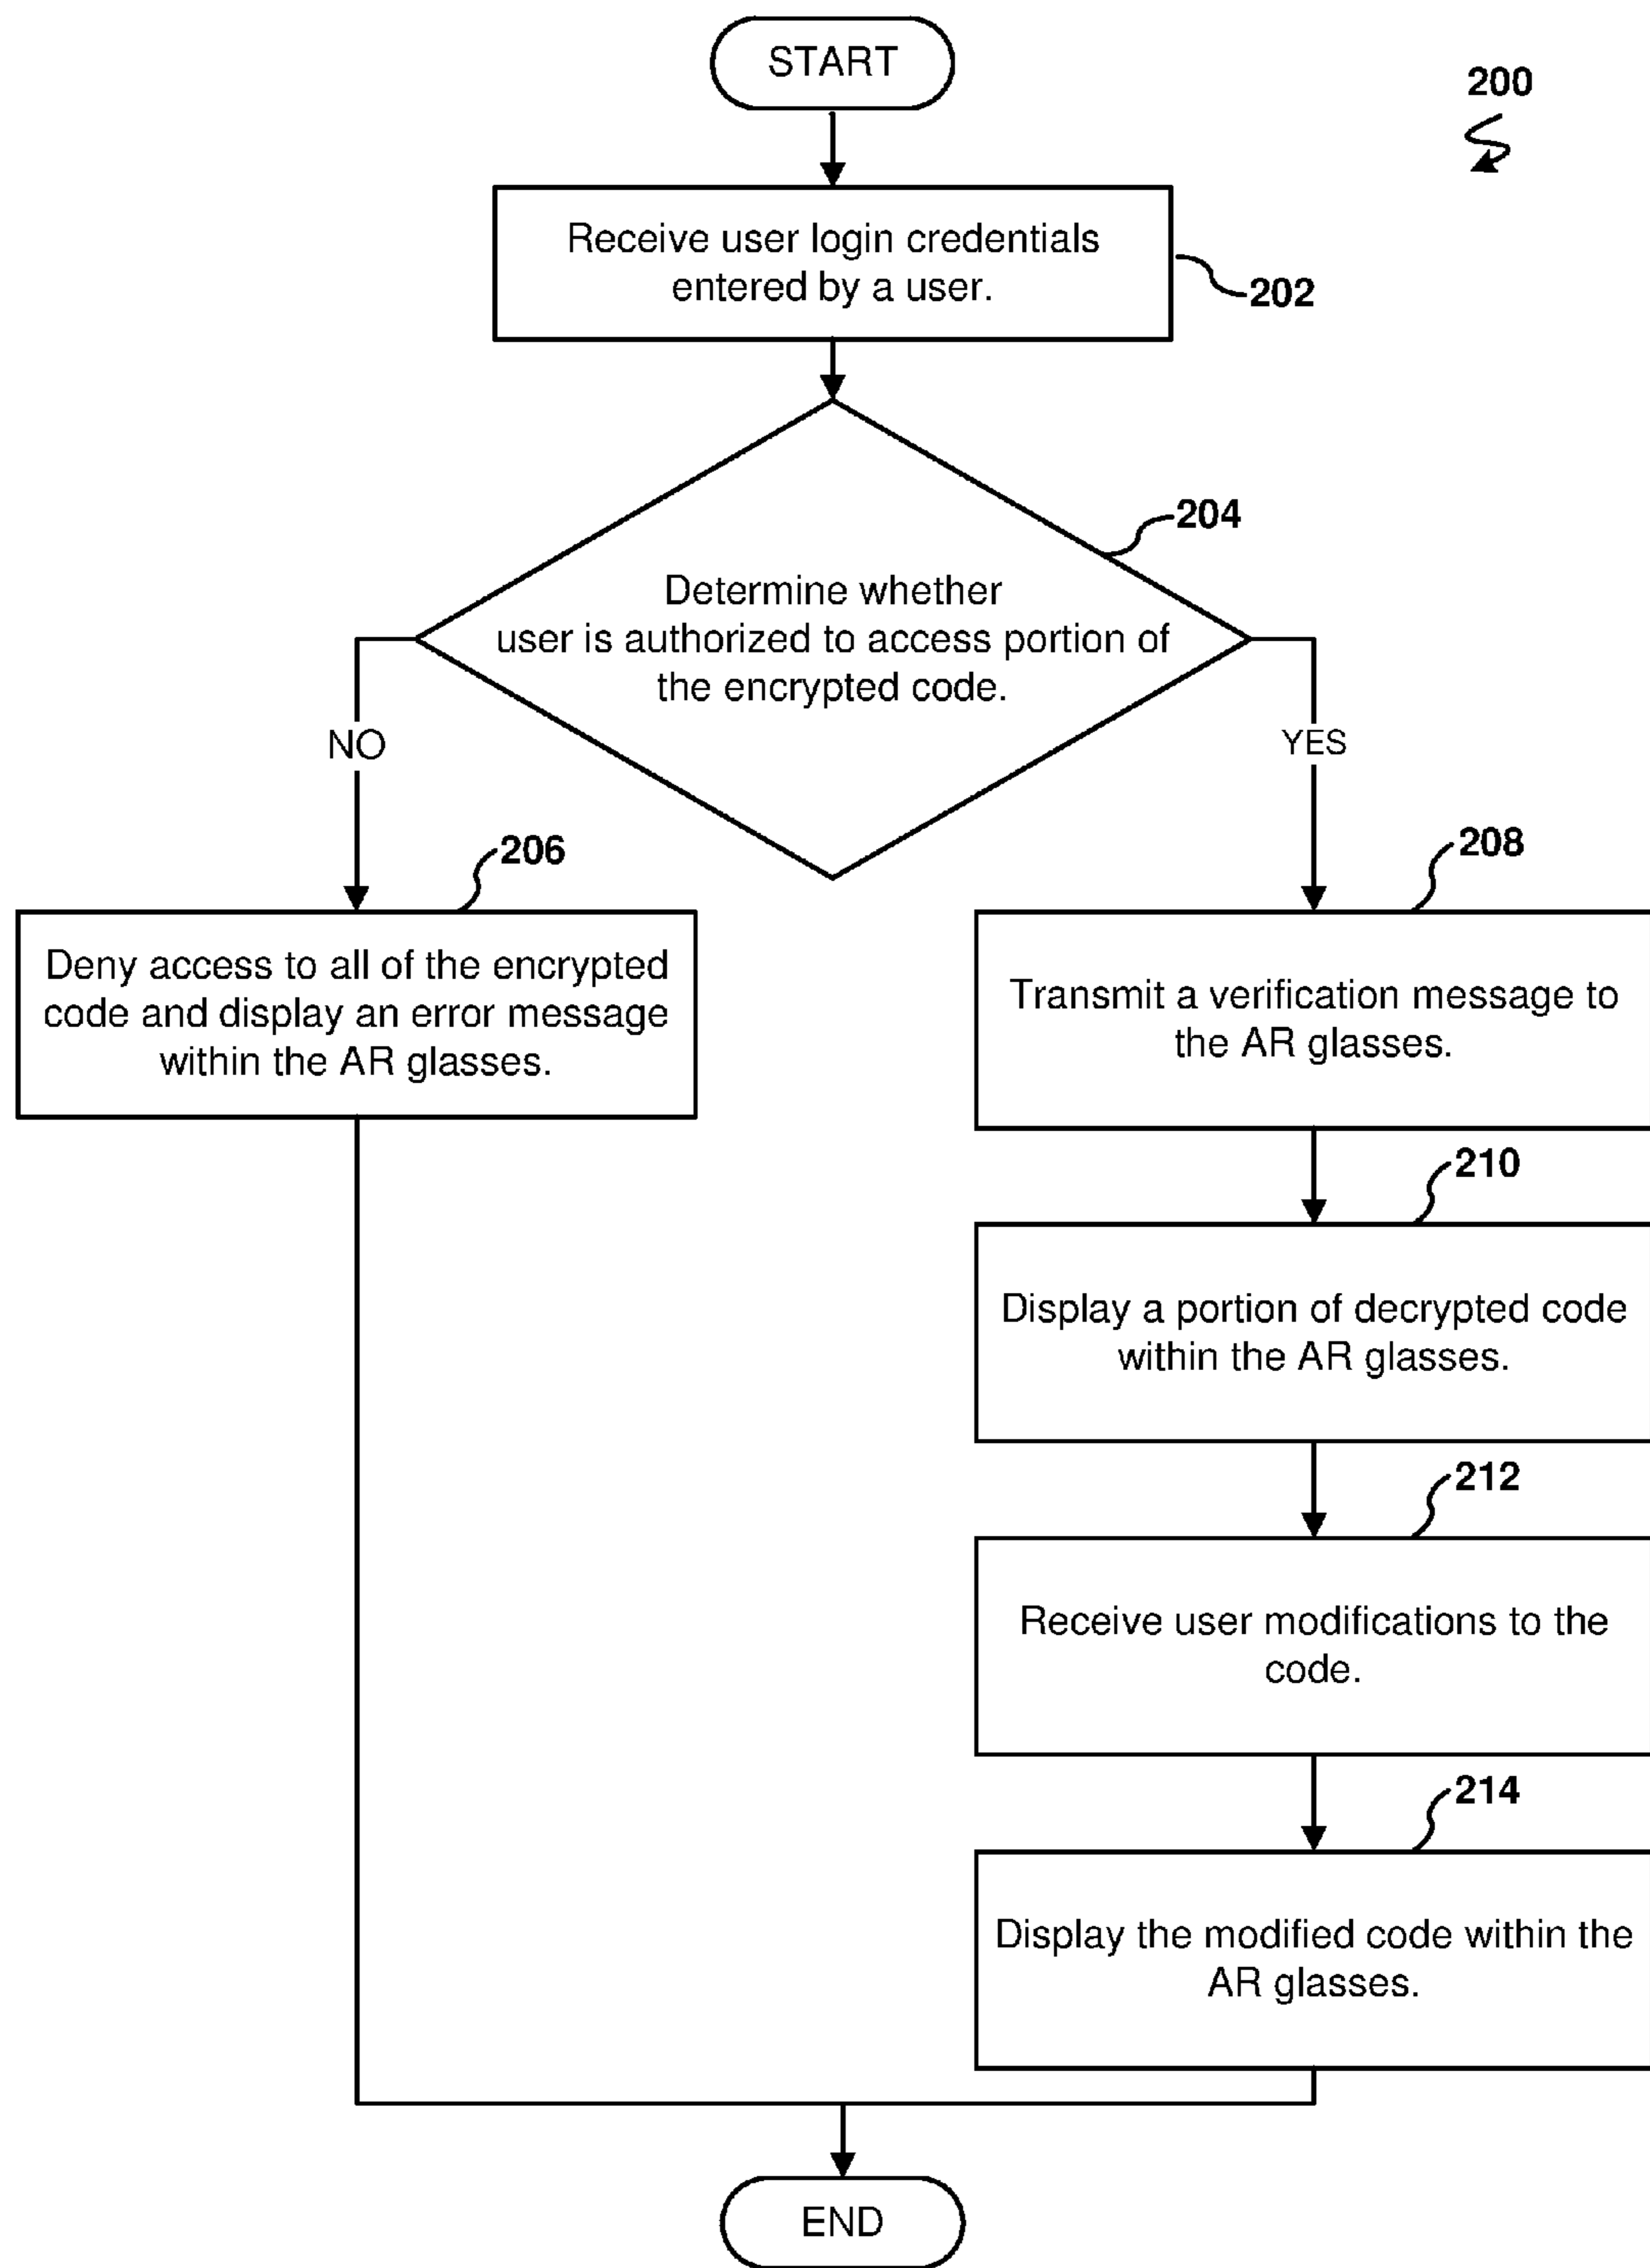 START
200
Receive user login credentials
entered by a user.
202
204
Determine whether
user is authorized to access portion of
the encrypted code.
NO
YES
206
208
Deny access to all of the encrypted
code and display an error message
within the AR glasses.
Transmit a verification message to
the AR glasses.
210
Display a portion of decrypted code
within the AR glasses.
212
Receive user modifications to the
code.
214
Display the modified code within the
AR glasses.
END